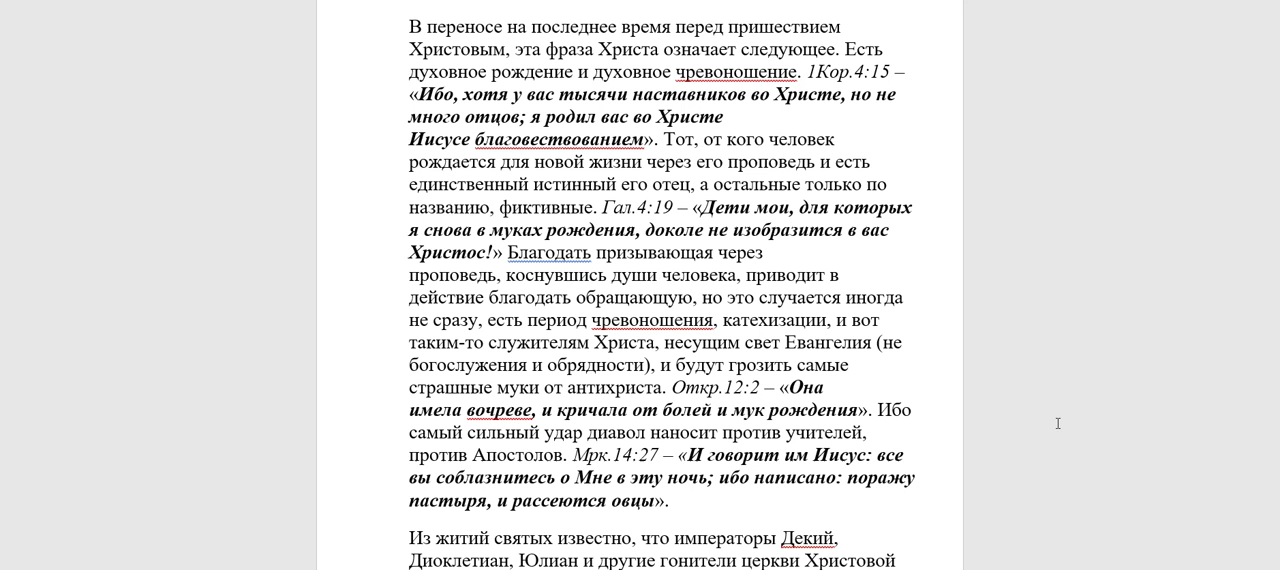 В переносе на последнее время перед пришествием
Христовым, эта фраза Христа означает следующее. Есть
духовное рождение и духовное чревоношение. 1Кор.4:15 –
«Ибо, хотя у вас тысячи наставников во Христе, но не
много отцов; я родил вас во Христе
Иисусе благовествованием». Тот, от кого человек
рождается для новой жизни через его проповедь и есть
единственный истинный его отец, а остальные только по
названию, фиктивные. Гал.4:19 – «Дети мои, для которых
я снова в муках рождения, доколе не изобразится в вас
Христос!» Благодать призывающая через
проповедь, коснувшись души человека, приводит в
действие благодать обращающую, но это случается иногда
не сразу, есть период чревоношения, катехизации, и вот
таким-то служителям Христа, несущим свет Евангелия (не
богослужения и обрядности), и будут грозить самые
страшные муки от антихриста. Откр.12:2 – «Она
имела вочреве, и кричала от болей и мук рождения». Ибо
самый сильный удар диавол наносит против учителей,
против Апостолов. Мрк.14:27 – «И говорит им Иисус: все
вы соблазнитесь о Мне в эту ночь; ибо написано: поражу
пастыря, и рассеются овцы».
Из житий святых известно, что императоры Декий,
Диоклетиан, Юлиан и другие гонители церкви Христовой